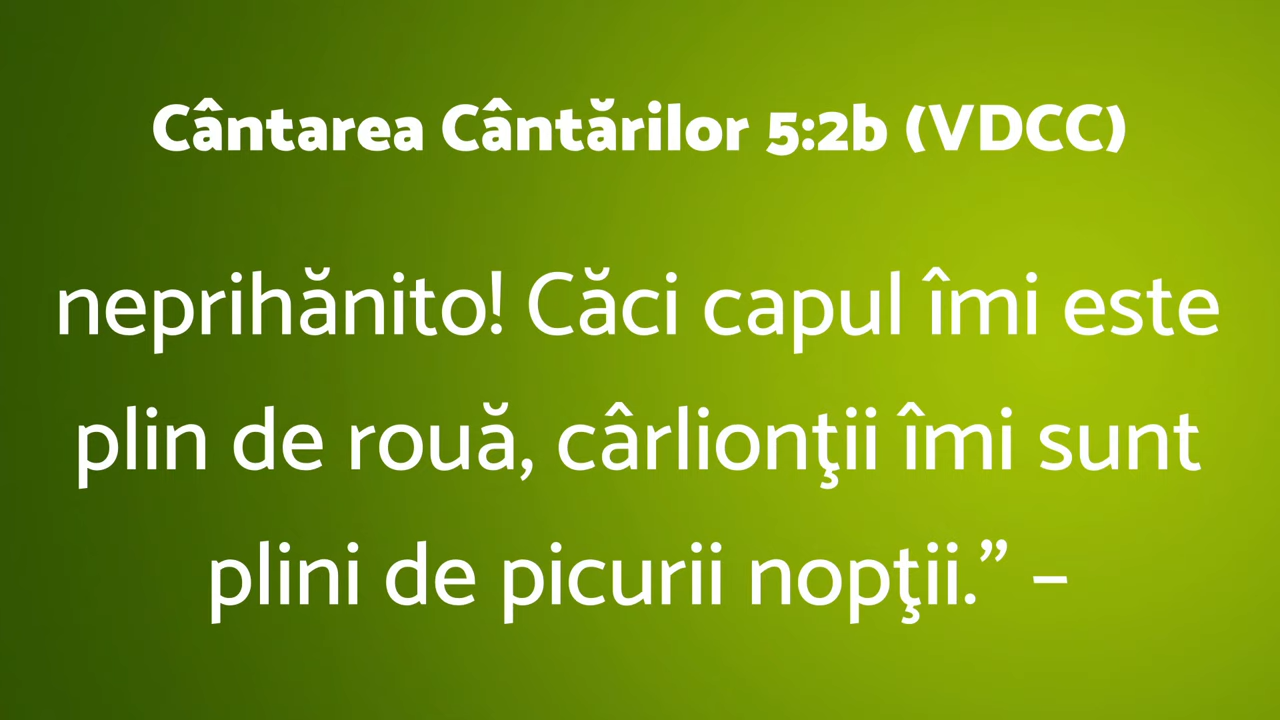 Cântarea Cântărilor 5:2b (VDCC)
neprihănito! Căci capul îmi este
plin de rouă, cârlionţii îmi sunt
plini de picurii nopţii.” –